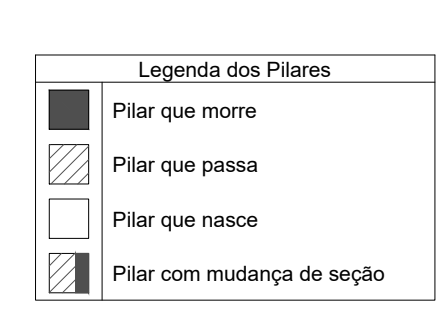 Legenda dos Pilares
Pilar que morre
Pilar que passa
Pilar que nasce
Pilar com mudança de seção